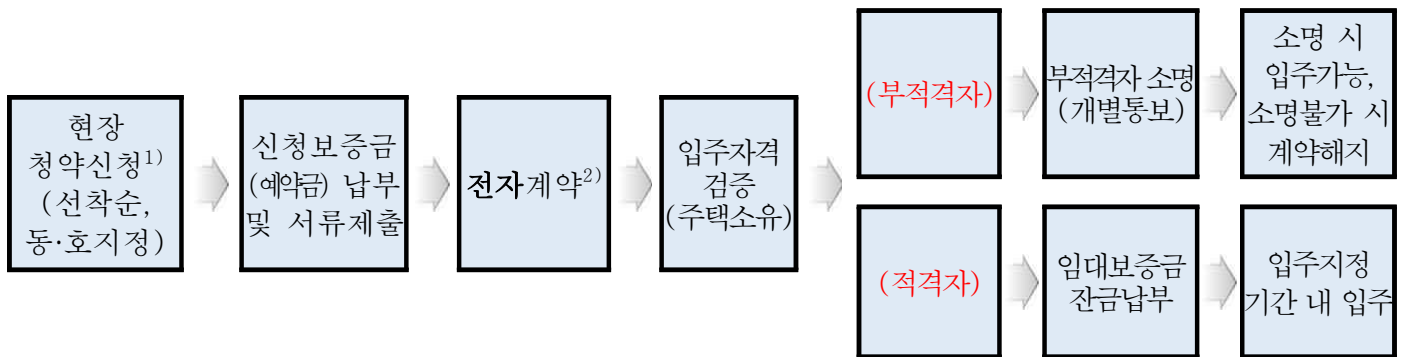 현장
청약신청1)
(선착순,
동·호지정)
신청보증금
(예약금) 납부
및 서류제출
전자계약2)
입주자격
검증
(주택소유)
(부적격자)
부적격자 소명
(개별통보)
소명 시
입주가능,
소명불가 시
계약해지
(적격자)
임대보증금
잔금납부
입주지정
기간 내 입주